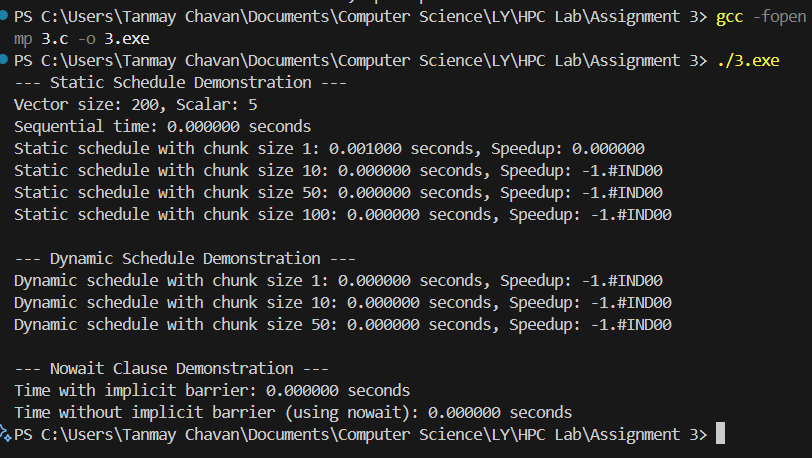 PS C:\Users\Tanmay Chavan\Documents\Computer Science\LY\HPC Lab\Assignment 3> gcc -fopen
mp 3.c -o 3.exe
PS C:\Users\Tanmay Chavan\Documents\Computer Science\LY\HPC Lab\Assignment 3> ./3.exe
--- Static Schedule Demonstration ---
Vector size: 200, Scalar: 5
Sequential time: 0.000000 seconds
Static schedule with chunk size 1: 0.001000 seconds, Speedup: 0.000000
Static schedule with chunk size 10: 0.000000 seconds, Speedup: -1.#IND00
Static schedule with chunk size 50: 0.000000 seconds, Speedup: -1.#IND00
Static schedule with chunk size 100: 0.000000 seconds, Speedup: -1.#IND00

--- Dynamic Schedule Demonstration ---
Dynamic schedule with chunk size 1: 0.000000 seconds, Speedup: -1.#IND00
Dynamic schedule with chunk size 10: 0.000000 seconds, Speedup: -1.#IND00
Dynamic schedule with chunk size 50: 0.000000 seconds, Speedup: -1.#IND00

--- Nowait Clause Demonstration ---
Time with implicit barrier: 0.000000 seconds
Time without implicit barrier (using nowait): 0.000000 seconds
PS C:\Users\Tanmay Chavan\Documents\Computer Science\LY\HPC Lab\Assignment 3>